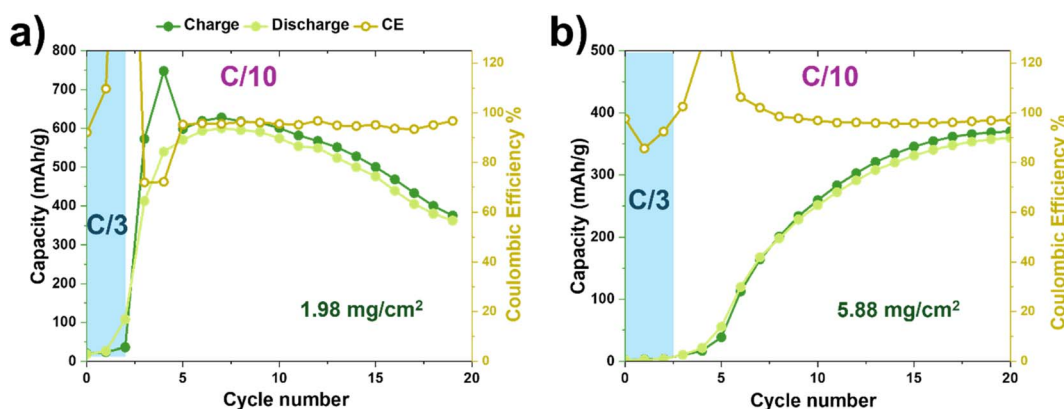 Charge Discharge CE
a)
800
700
600
500
400
300
200
100
0
Capacity (mAh/g)
C/3
C/10
1.98 mg/cm²
120
100
80
60
40
20
0
Coulombic Efficiency %
0 5 10 15 20
Cycle number
b)
500
400
300
200
100
0
Capacity (mAh/g)
C/3
C/10
5.88 mg/cm²
120
100
80
60
40
20
0
Coulombic Efficiency %
0 5 10 15 20
Cycle number